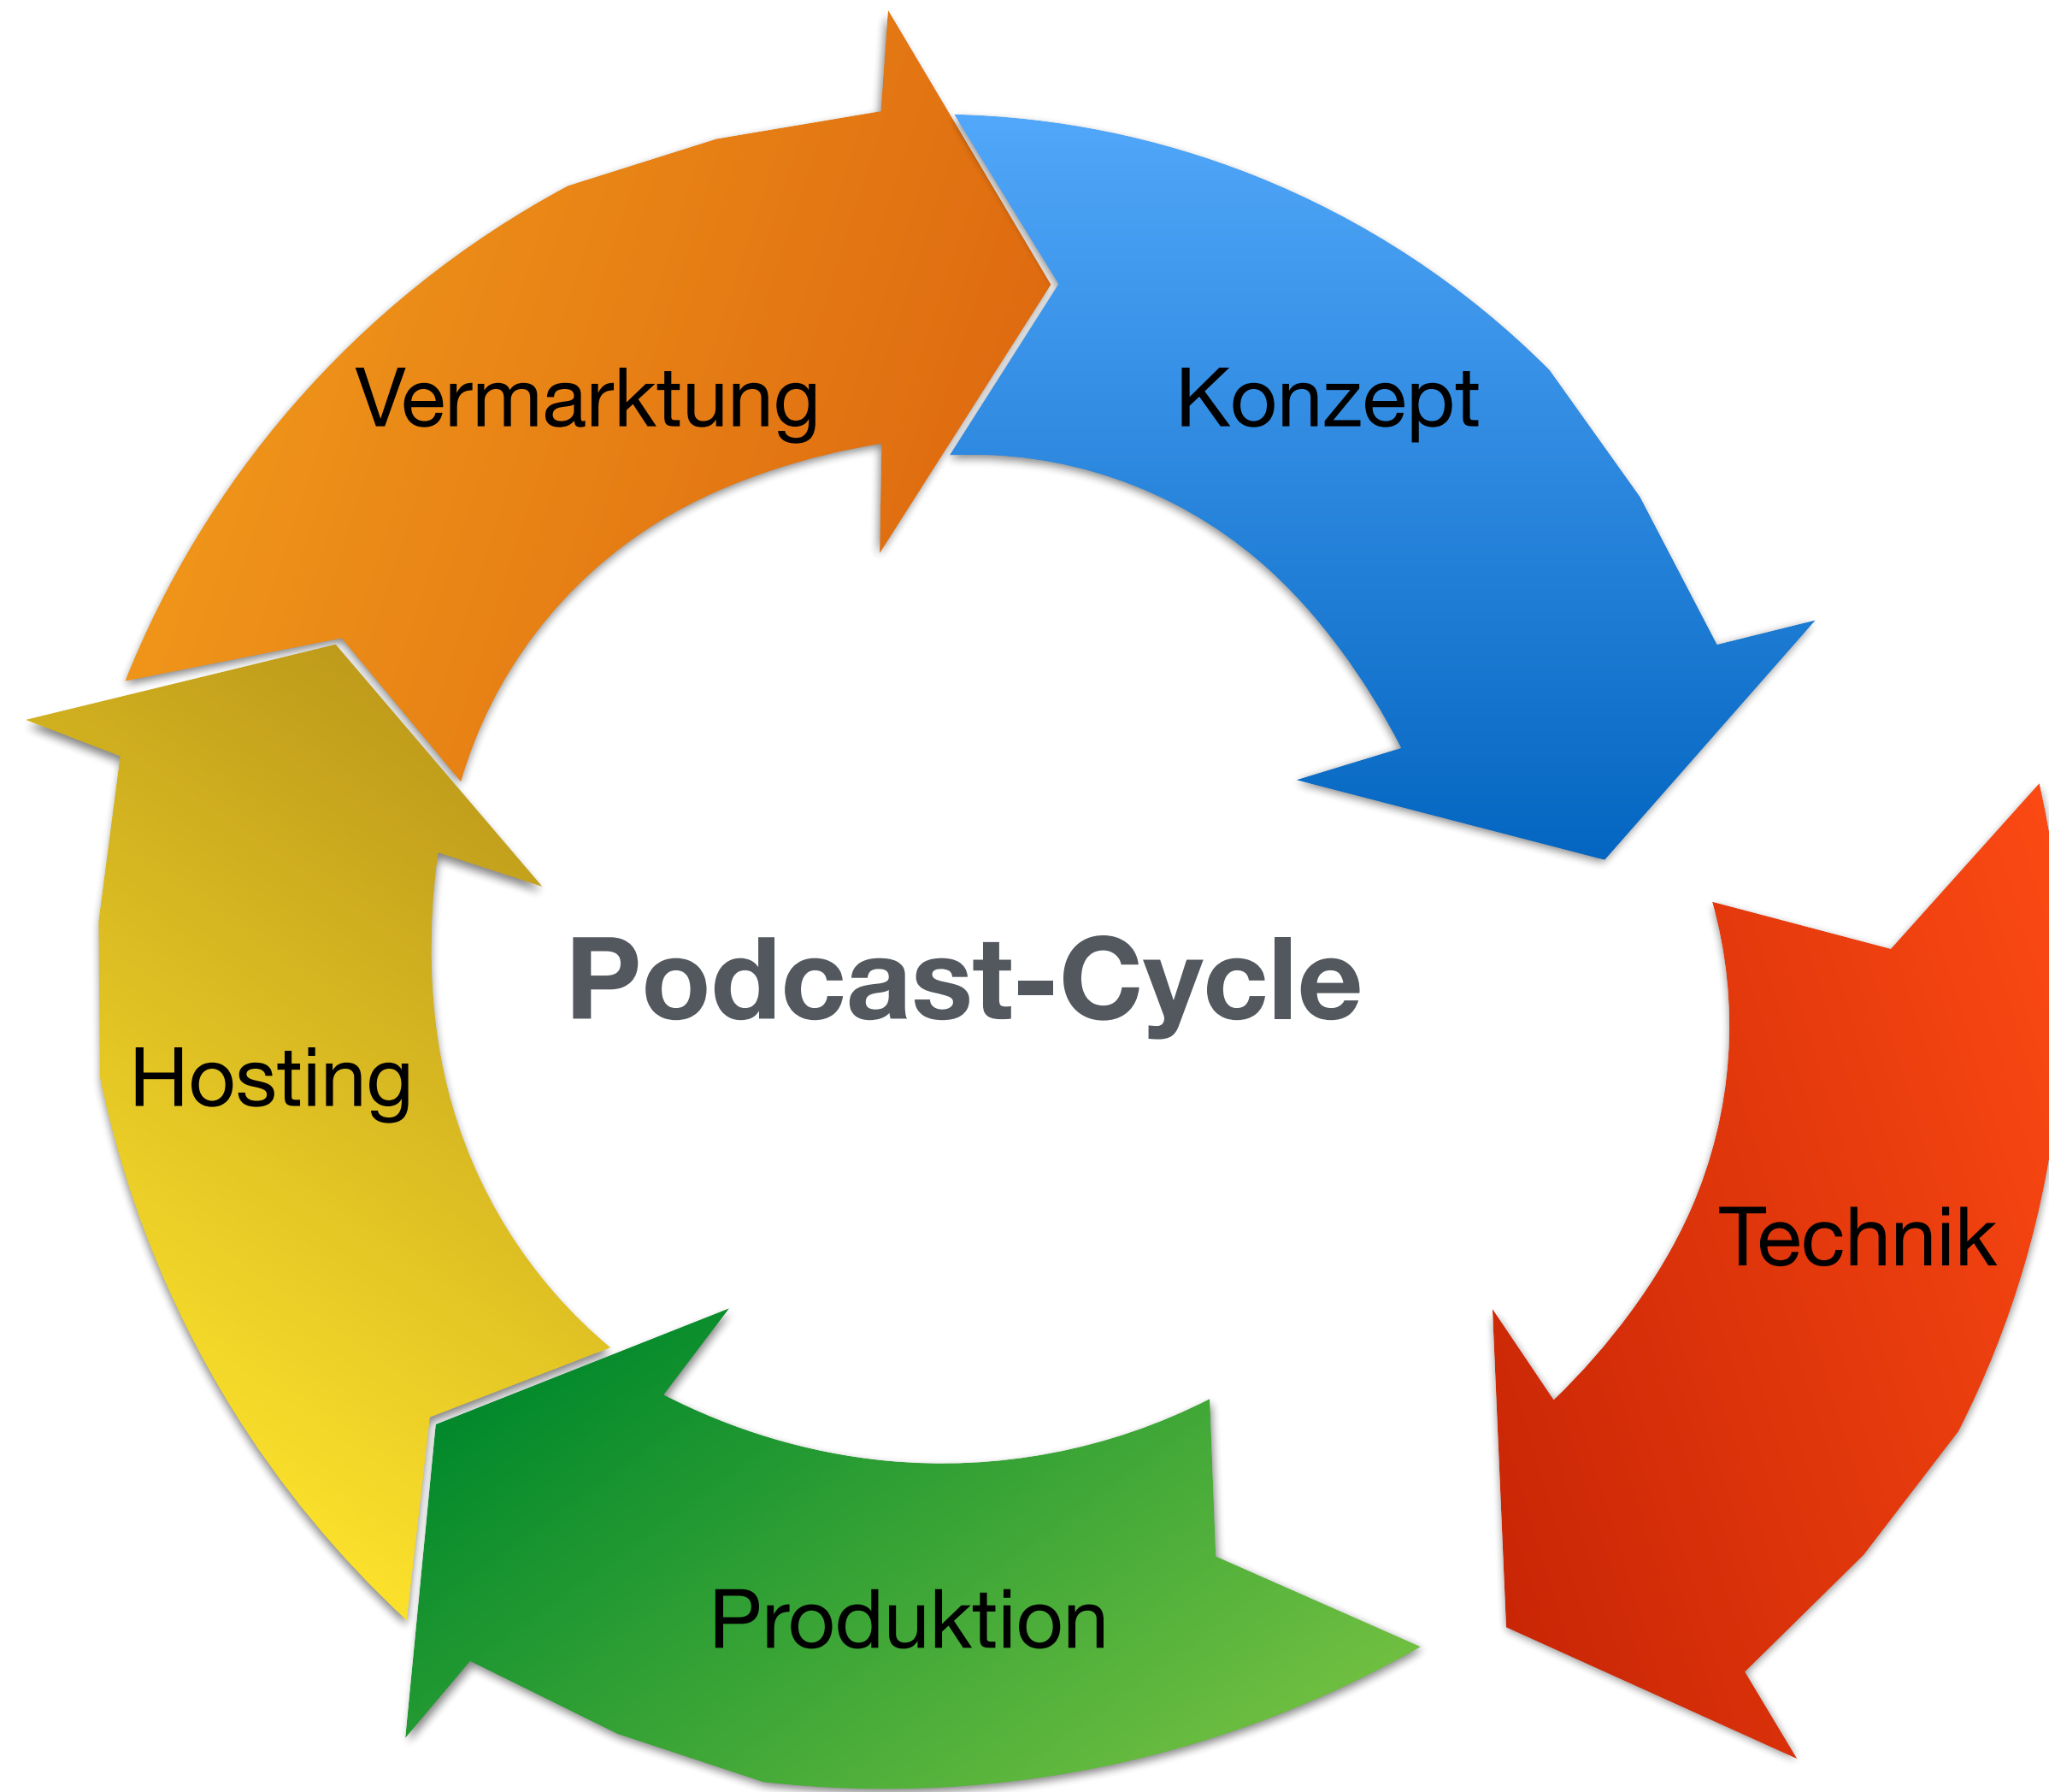 Vermarktung
Konzept
Podcast-Cycle
Hosting
Technik
Produktion